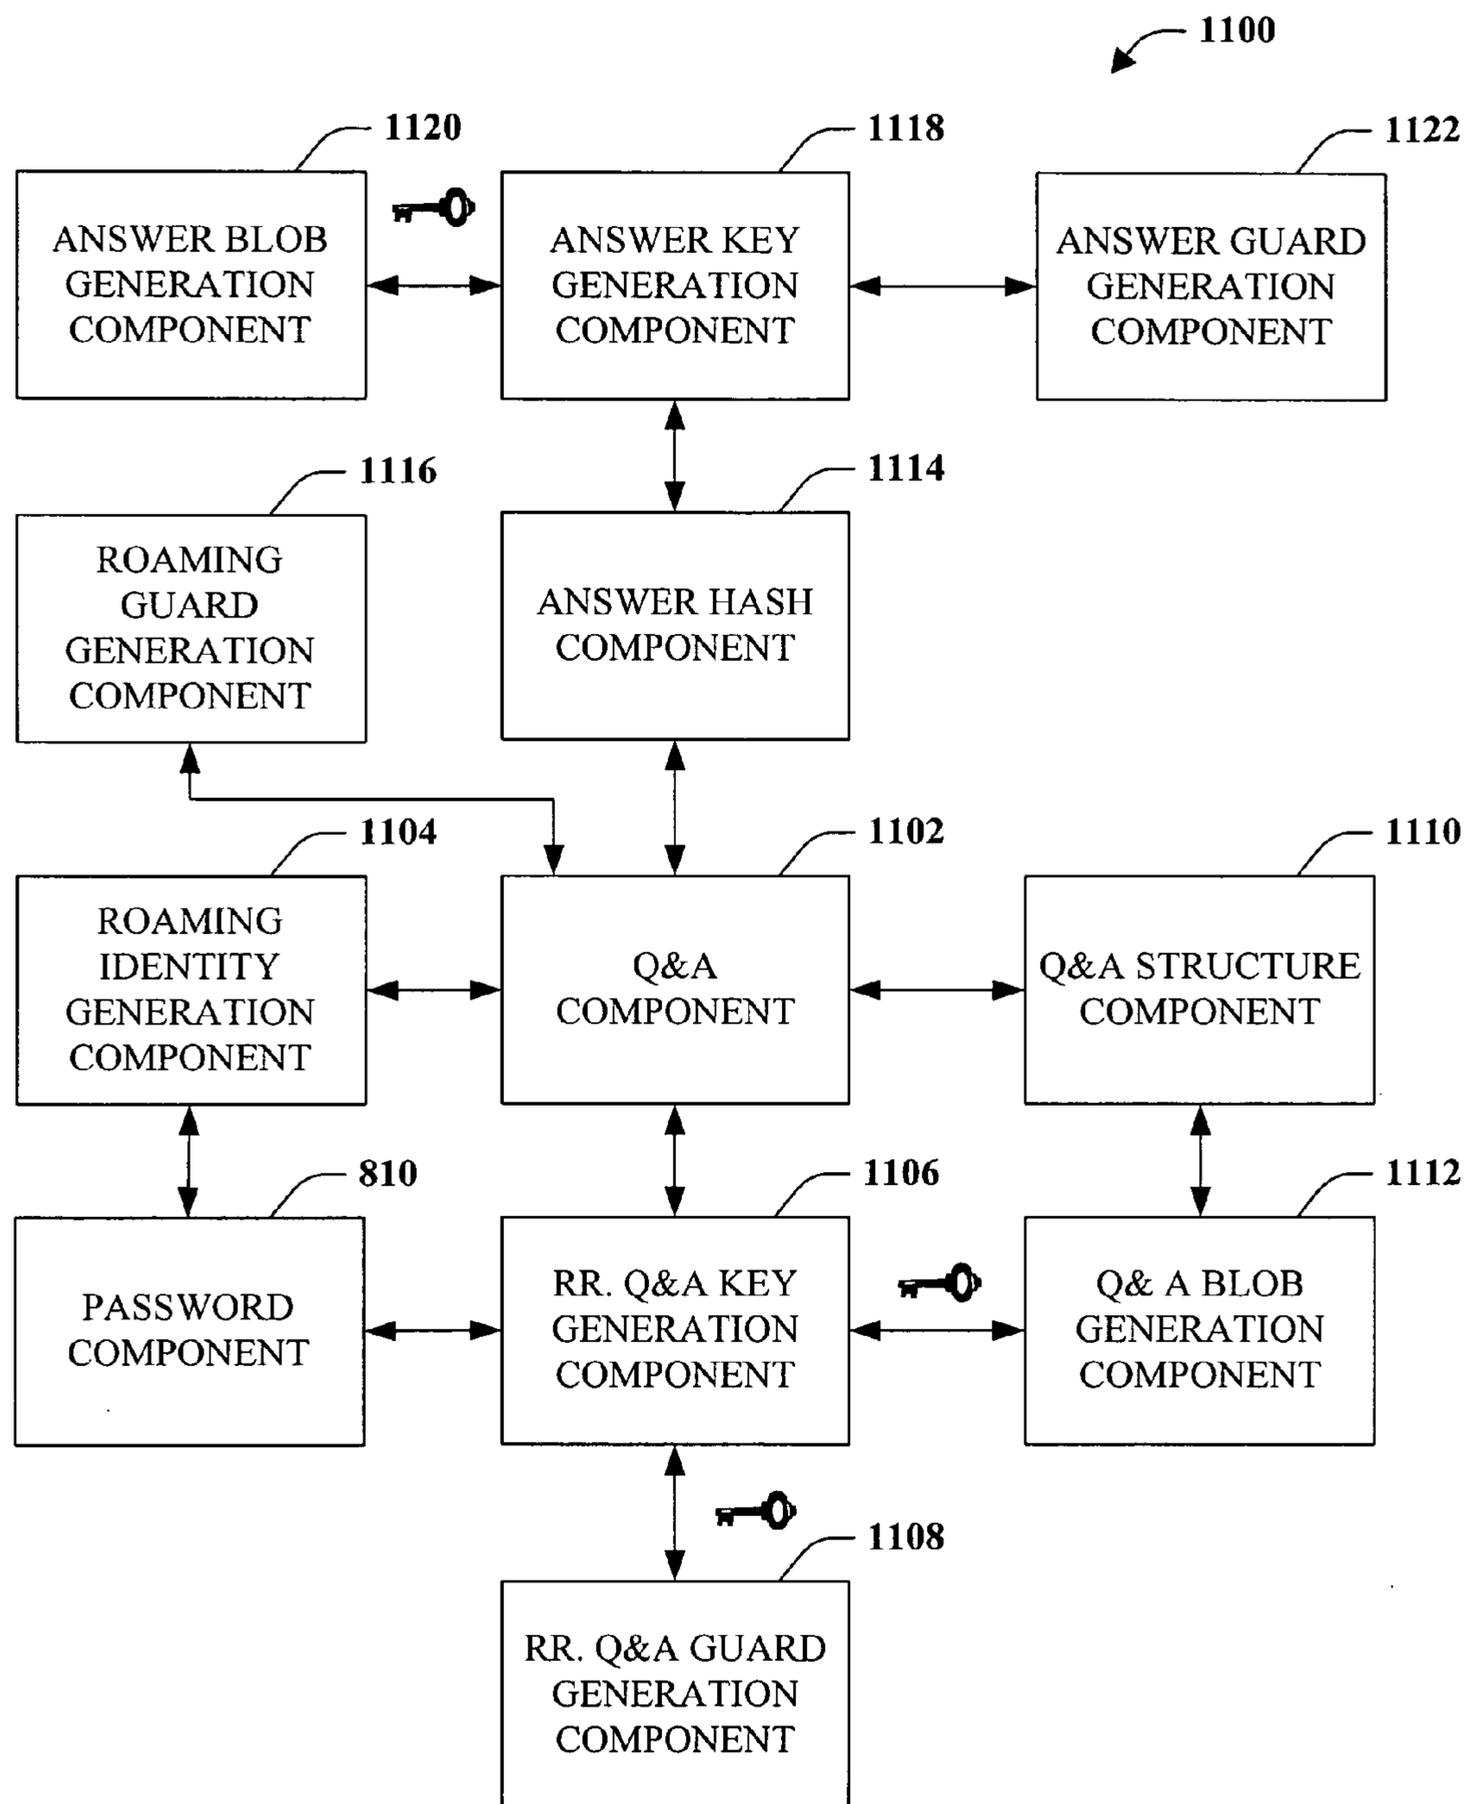 1100
1120
1118
1122
ANSWER BLOB
GENERATION
COMPONENT
ANSWER KEY
GENERATION
COMPONENT
ANSWER GUARD
GENERATION
COMPONENT
1116
1114
ROAMING
GUARD
GENERATION
COMPONENT
ANSWER HASH
COMPONENT
1104
1102
1110
ROAMING
IDENTITY
GENERATION
COMPONENT
Q&A
COMPONENT
Q&A STRUCTURE
COMPONENT
810
1106
1112
PASSWORD
COMPONENT
RR. Q&A KEY
GENERATION
COMPONENT
Q& A BLOB
GENERATION
COMPONENT
1108
RR. Q&A GUARD
GENERATION
COMPONENT